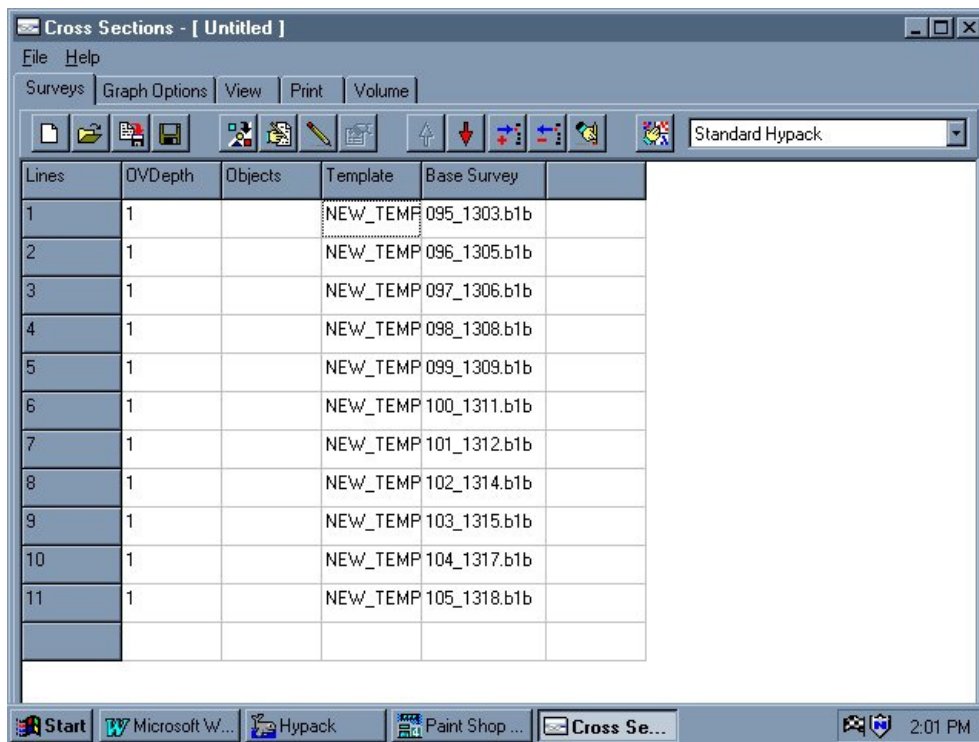 Cross Sections - [ Untitled ]
File Help
Surveys Graph Options View Print Volume
Standard Hypack
Lines OVDepth Objects Template Base Survey
1 1 NEW_TEMP 095_1303.b1b
2 1 NEW_TEMP 096_1305.b1b
3 1 NEW_TEMP 097_1306.b1b
4 1 NEW_TEMP 098_1308.b1b
5 1 NEW_TEMP 099_1309.b1b
6 1 NEW_TEMP 100_1311.b1b
7 1 NEW_TEMP 101_1312.b1b
8 1 NEW_TEMP 102_1314.b1b
9 1 NEW_TEMP 103_1315.b1b
10 1 NEW_TEMP 104_1317.b1b
11 1 NEW_TEMP 105_1318.b1b
Start Microsoft W... Hypack Paint Shop ... Cross Se... 2:01 PM